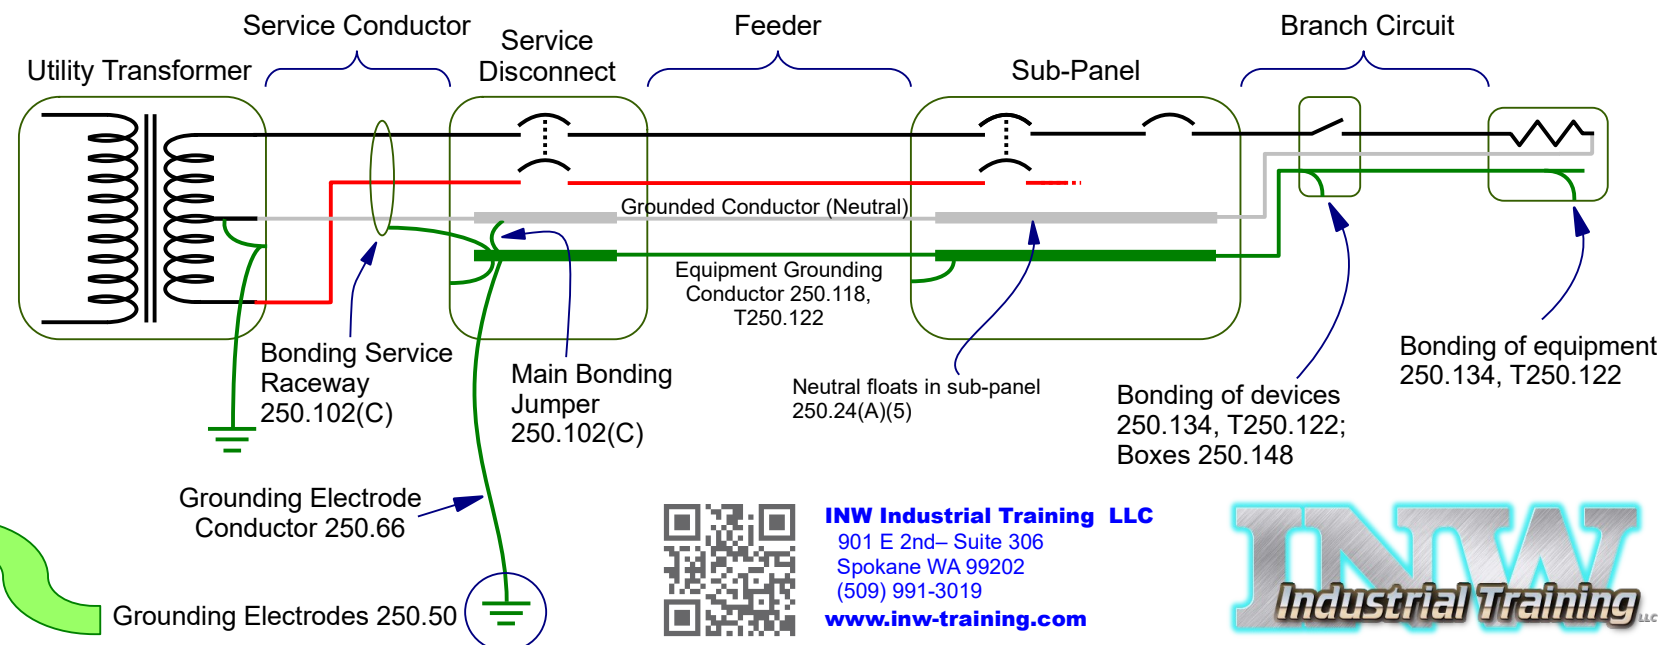 Service Conductor
Service
Disconnect
Feeder
Branch Circuit
Utility Transformer
Sub-Panel
Grounded Conductor (Neutral)
Equipment Grounding
Conductor 250.118,
T250.122
Bonding Service
Raceway
250.102(C)
Main Bonding
Jumper
250.102(C)
Neutral floats in sub-panel
250.24(A)(5)
Bonding of devices
250.134, T250.122;
Boxes 250.148
Bonding of equipment
250.134, T250.122
Grounding Electrode
Conductor 250.66
Grounding Electrodes 250.50
INW Industrial Training LLC
901 E 2nd– Suite 306
Spokane WA 99202
(509) 991-3019
www.inw-training.com
INW
Industrial Training LLC